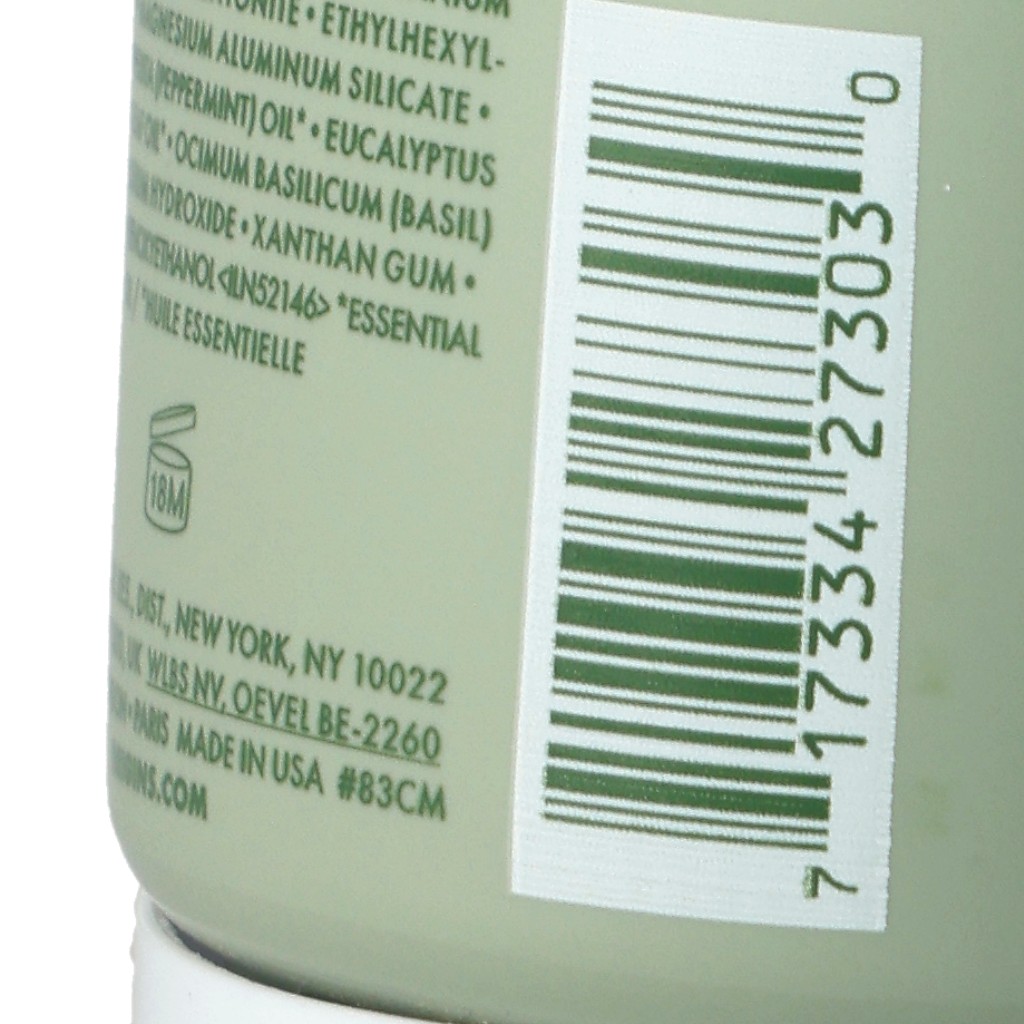 • ETHYLHEXYL-
ALUMINUM SILICATE •
(PEPPERMINT) OIL* • EUCALYPTUS
OIL* • OCIMUM BASILICUM (BASIL)
HYDROXIDE • XANTHAN GUM •
<ILN52146> *ESSENTIAL
/ *HUILE ESSENTIELLE
18M
DIST., NEW YORK, NY 10022
UK WLBS NV, OEVEL BE-2260
• PARIS MADE IN USA #83CM
.COM
7 17334 27303 0